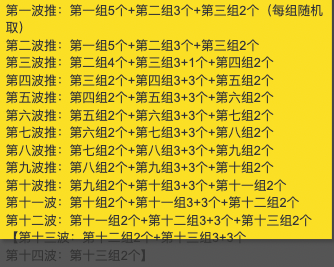 第一波推：第一组5个+第二组3个+第三组2个（每组随机
取）
第二波推：第一组5个+第二组3个+第三组2个
第三波推：第二组4个+第三组3+1个+第四组2个
第四波推：第三组2个+第四组3+3个+第五组2个
第五波推：第四组2个+第五组3+3个+第六组2个
第六波推：第五组2个+第六组3+3个+第七组2个
第七波推：第六组2个+第七组3+3个+第八组2个
第八波推：第七组2个+第八组3+3个+第九组2个
第九波推：第八组2个+第九组3+3个+第十组2个
第十波推：第九组2个+第十组3+3个+第十一组2个
第十一波：第十组2个+第十一组3+3个+第十二组2个
第十二波：第十一组2个+第十二组3+3个+第十三组2个
【第十三波：第十二组2个+第十三组3+3个
第十四波：第十三组2个】